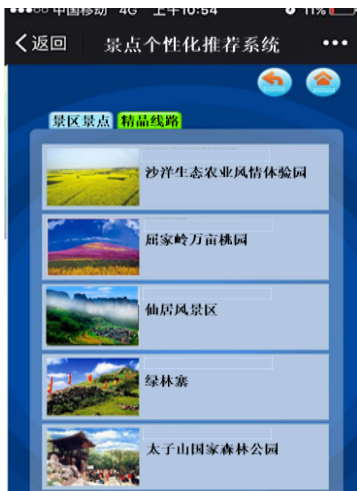 中国移动 4G 上午10:54 11%
返回 景点个性化推荐系统
景区景点 精品线路
沙洋生态农业风情体验园
屈家岭万亩桃园
仙居风景区
绿林寨
太子山国家森林公园